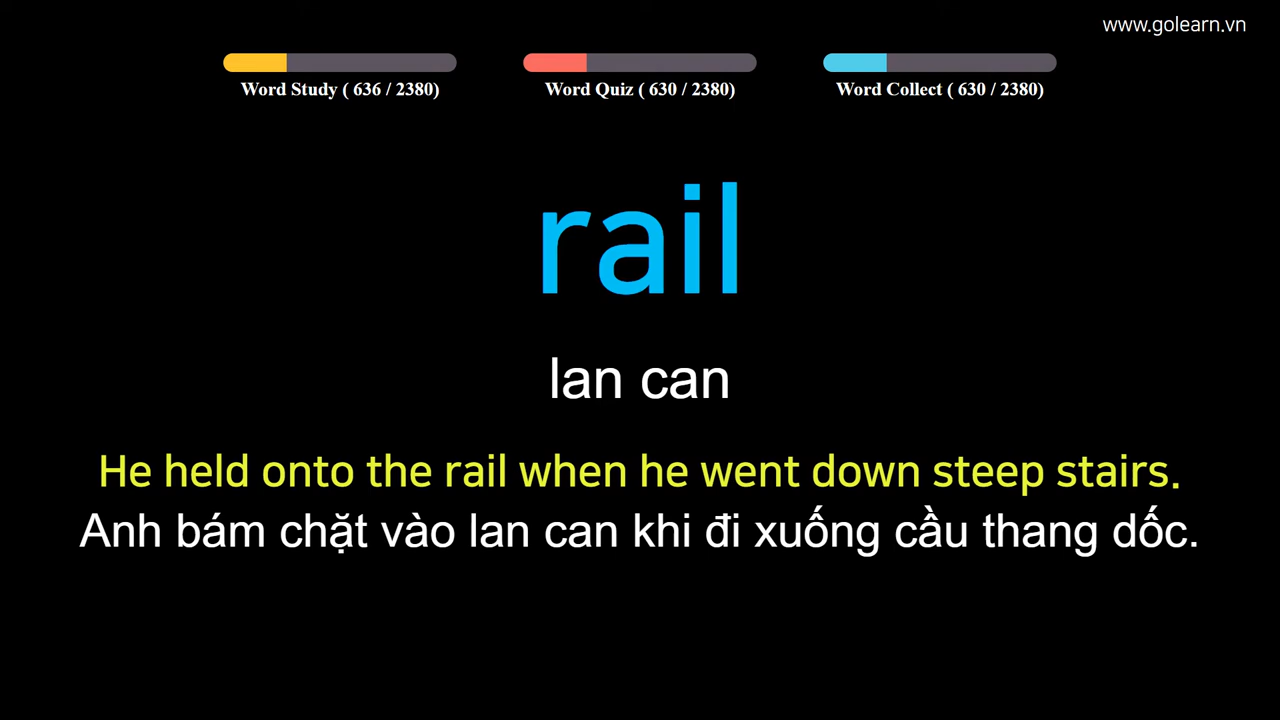 www.golearn.vn
Word Study ( 636 / 2380)
Word Quiz ( 630 / 2380)
Word Collect ( 630 / 2380)
rail
lan can
He held onto the rail when he went down steep stairs.
Anh bám chặt vào lan can khi đi xuống cầu thang dốc.